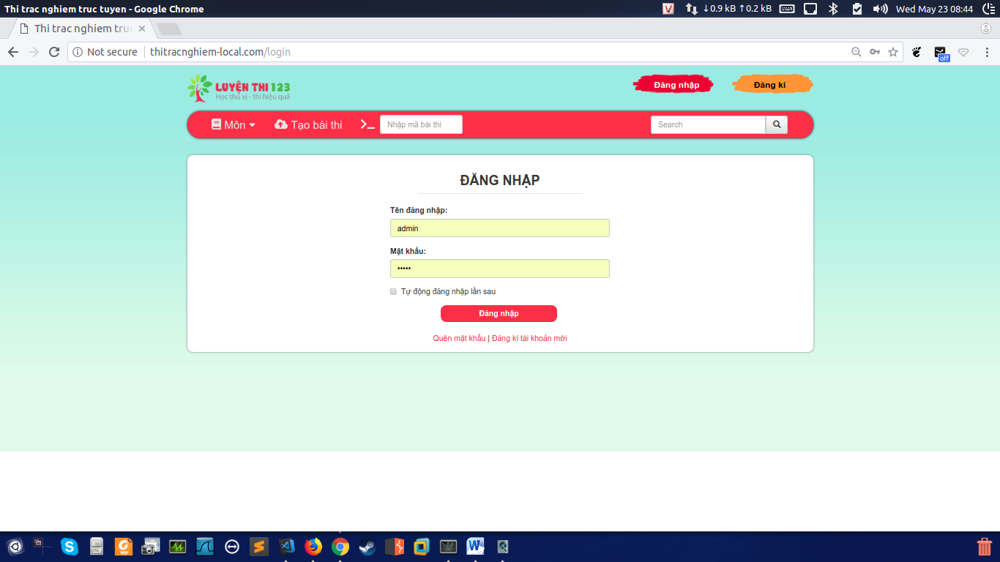 Thi trac nghiem truc tuyen - Google Chrome
↓0.9 kB ↑0.2 kB
Wed May 23 08:44
Thi trac nghiem truc
Not secure
thitracnghiem-local.com/login
off
LUYỆN THI 123
Học thú vị - thi hiệu quả
Đăng nhập
Đăng kí
Môn
Tạo bài thi
Nhập mã bài thi
Search
ĐĂNG NHẬP
Tên đăng nhập:
admin
Mật khẩu:
•••••
Tự động đăng nhập lần sau
Đăng nhập
Quên mật khẩu | Đăng kí tài khoản mới